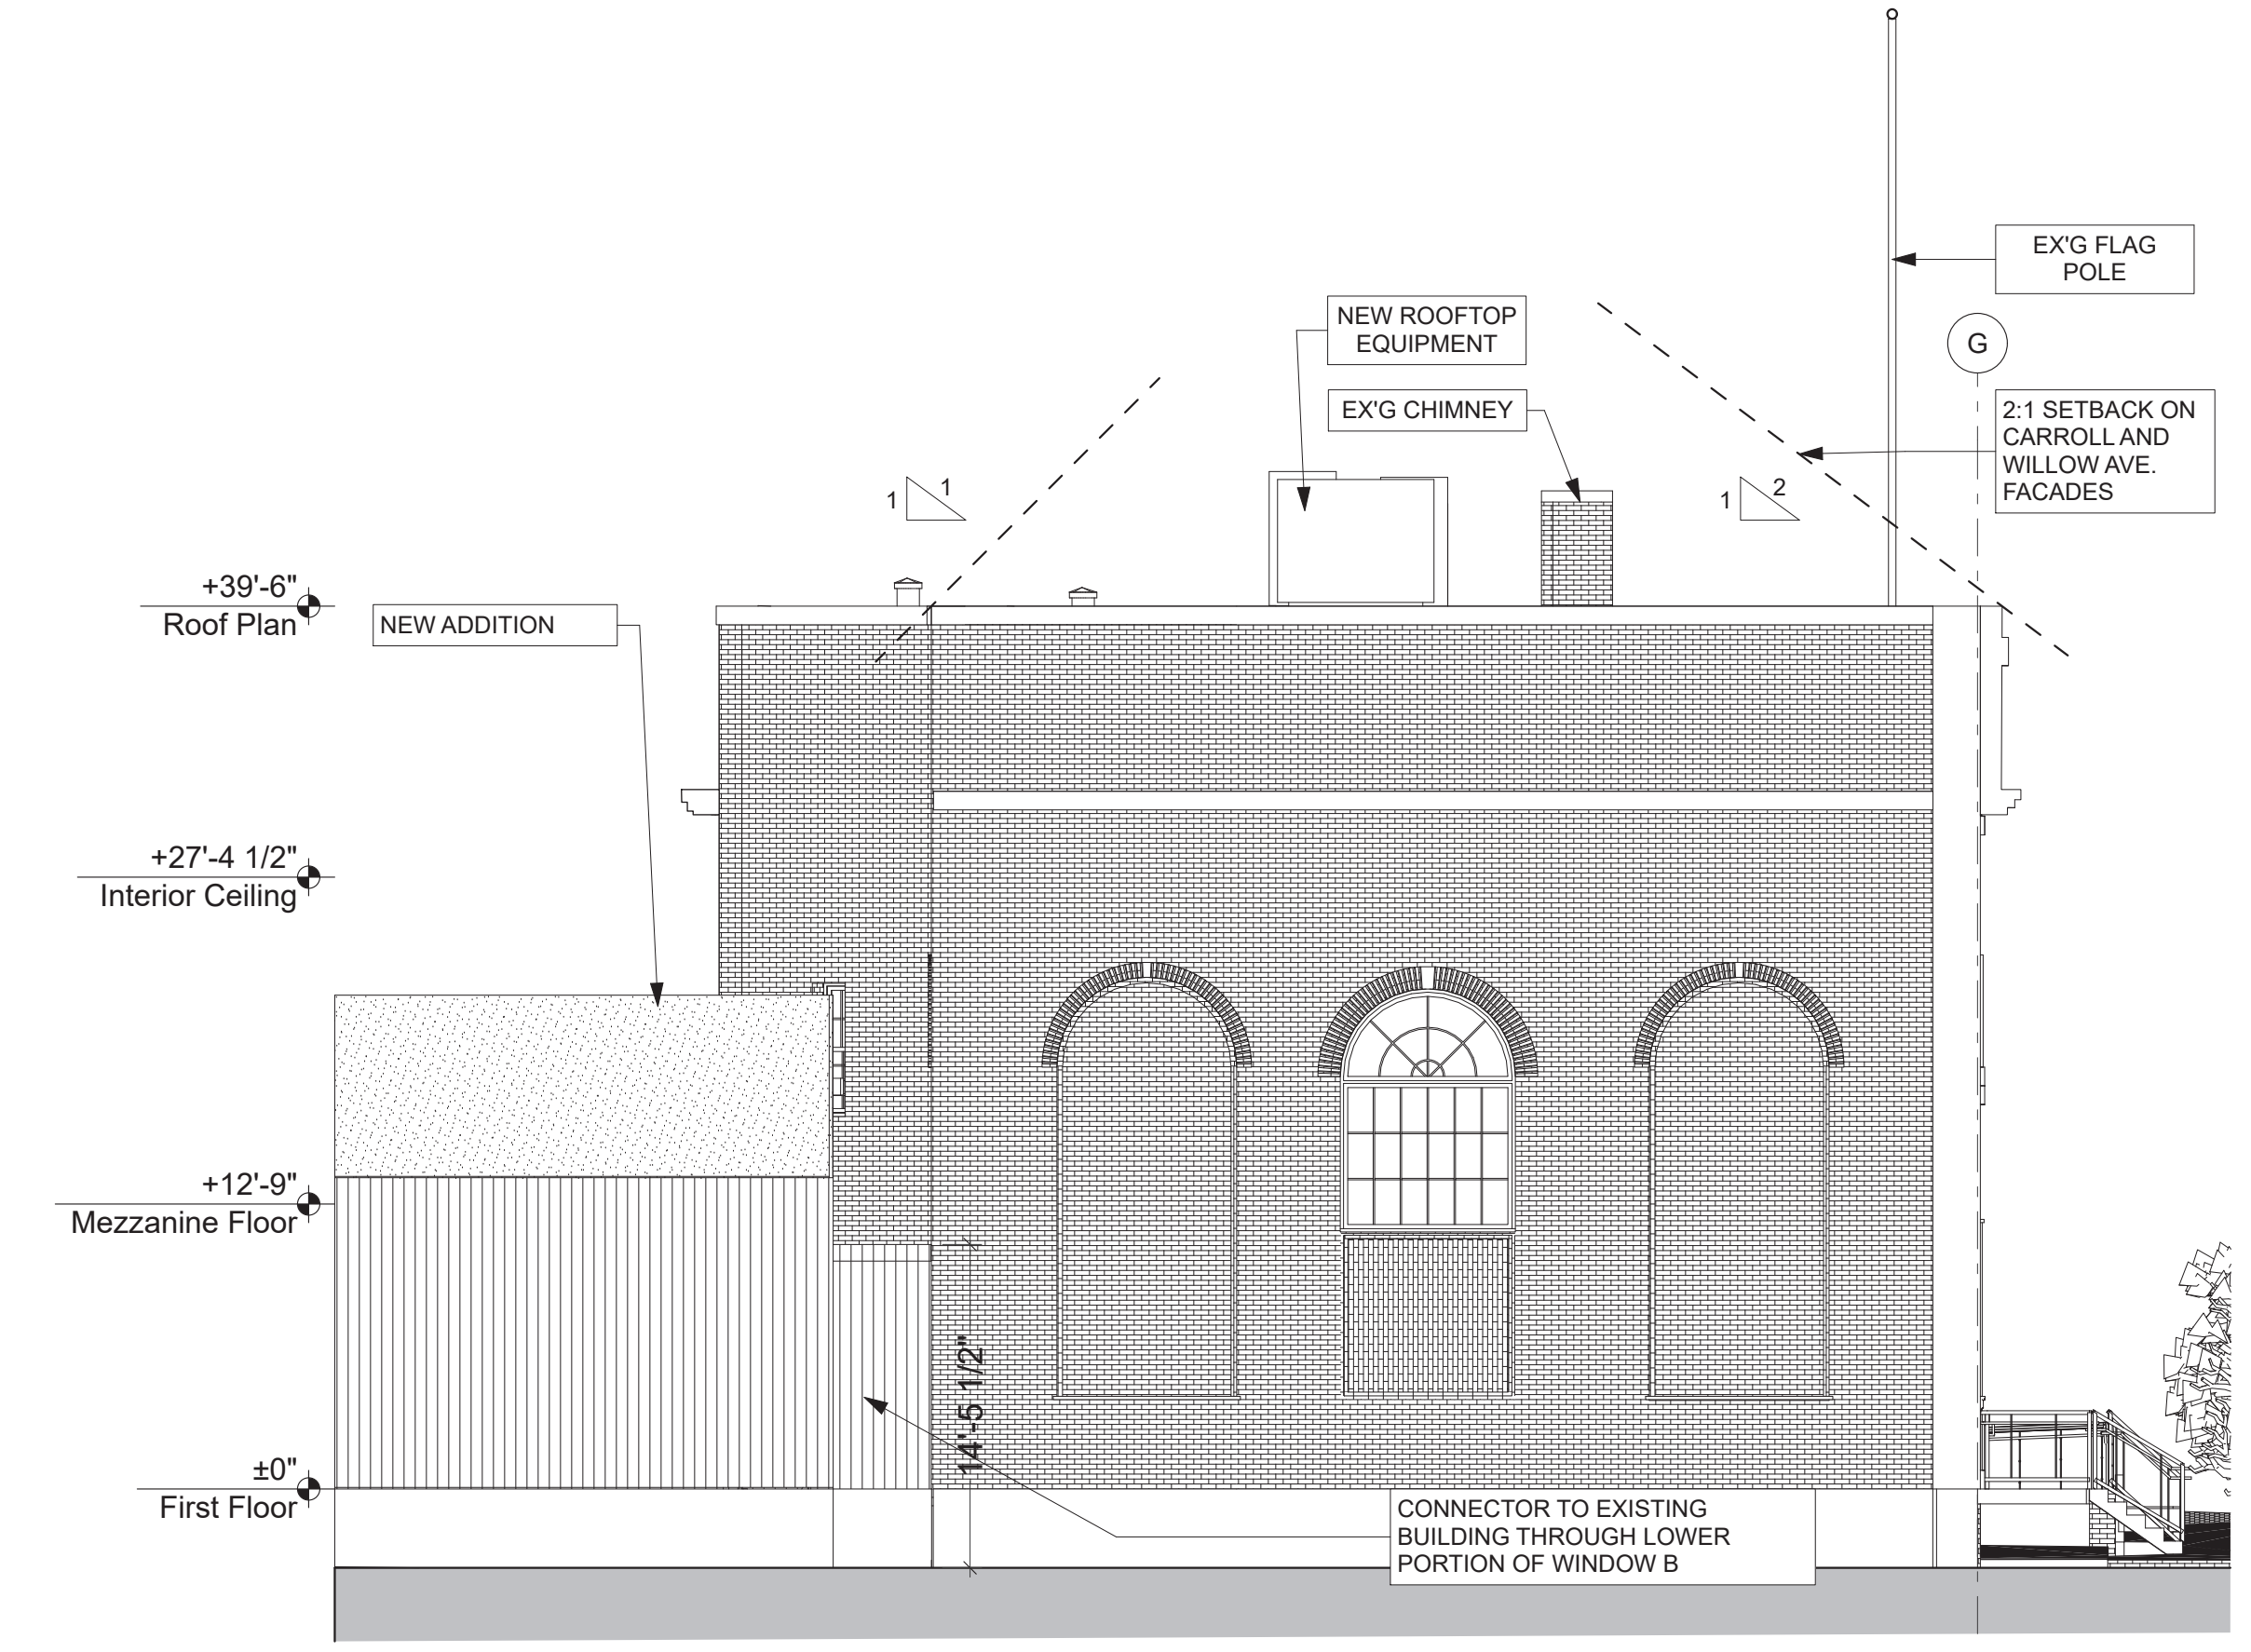 EX'G FLAG
POLE
NEW ROOFTOP
EQUIPMENT
G
EX'G CHIMNEY
2:1 SETBACK ON
CARROLL AND
WILLOW AVE.
FACADES
1
1
1
2
+39'-6"
Roof Plan
NEW ADDITION
+27'-4 1/2"
Interior Ceiling
+12'-9"
Mezzanine Floor
14'-5 1/2"
±0"
First Floor
CONNECTOR TO EXISTING
BUILDING THROUGH LOWER
PORTION OF WINDOW B